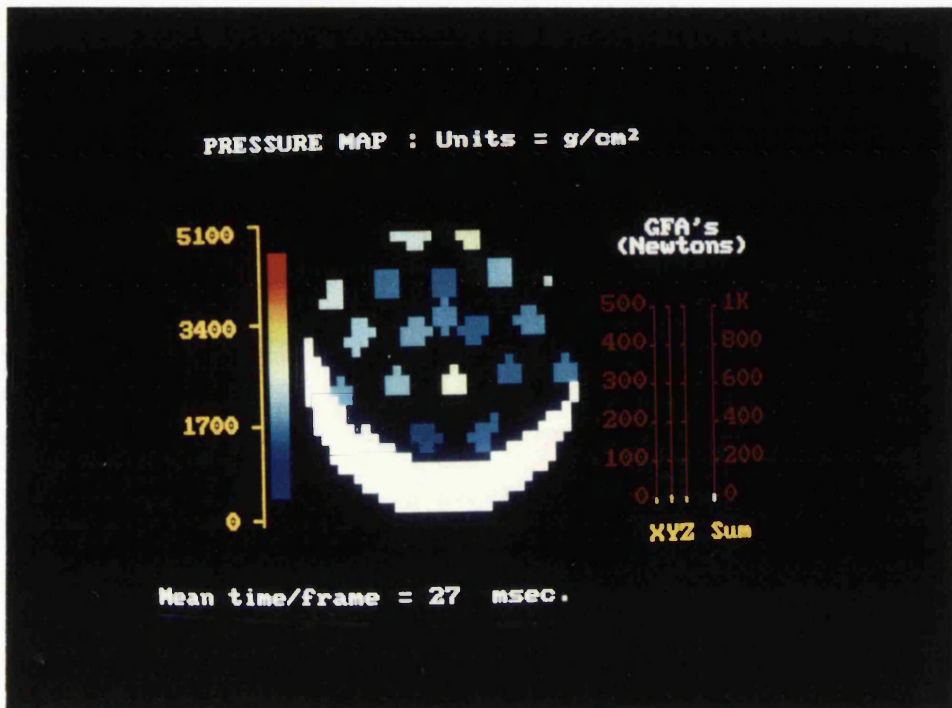 PRESSURE MAP : Units = g/cm²
5100
3400
1700
0
GFA's
(Newtons)
500 1K
400 800
300 600
200 400
100 200
0 0
XYZ Sum
Mean time/frame = 27 msec.